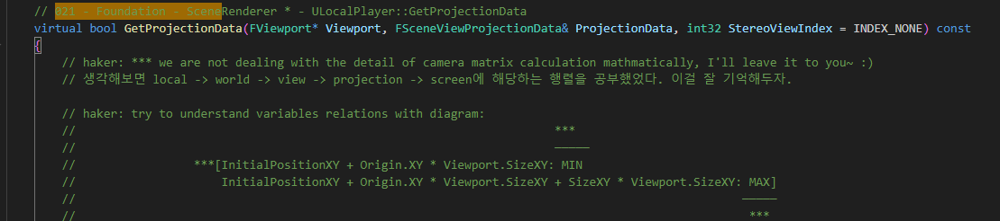 // 021 - Foundation - SceneRenderer * - ULocalPlayer::GetProjectionData
virtual bool GetProjectionData(FViewport* Viewport, FSceneViewProjectionData& ProjectionData, int32 StereoViewIndex = INDEX_NONE) const
{
// haker: *** we are not dealing with the detail of camera matrix calculation mathmatically, I'll leave it to you~ :)
// 생각해보면 local -> world -> view -> projection -> screen에 해당하는 행렬을 공부했었다. 이걸 잘 기억해두자.
// haker: try to understand variables relations with diagram:
// ***
// ─────
// ***[InitialPositionXY + Origin.XY * Viewport.SizeXY: MIN
// InitialPositionXY + Origin.XY * Viewport.SizeXY + SizeXY * Viewport.SizeXY: MAX]
// ─────
// ***